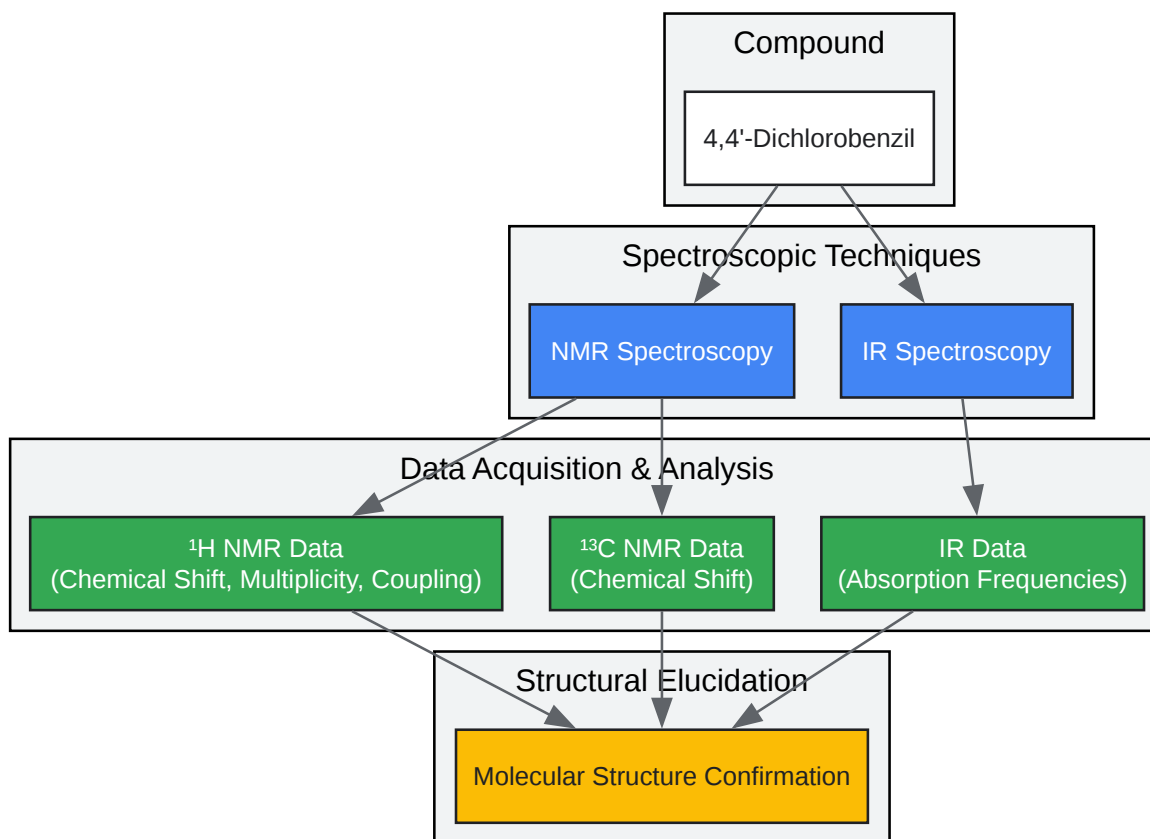 Compound
4,4'-Dichlorobenzil
Spectroscopic Techniques
NMR Spectroscopy
IR Spectroscopy
Data Acquisition & Analysis
¹H NMR Data
(Chemical Shift, Multiplicity, Coupling)
¹³C NMR Data
(Chemical Shift)
IR Data
(Absorption Frequencies)
Structural Elucidation
Molecular Structure Confirmation